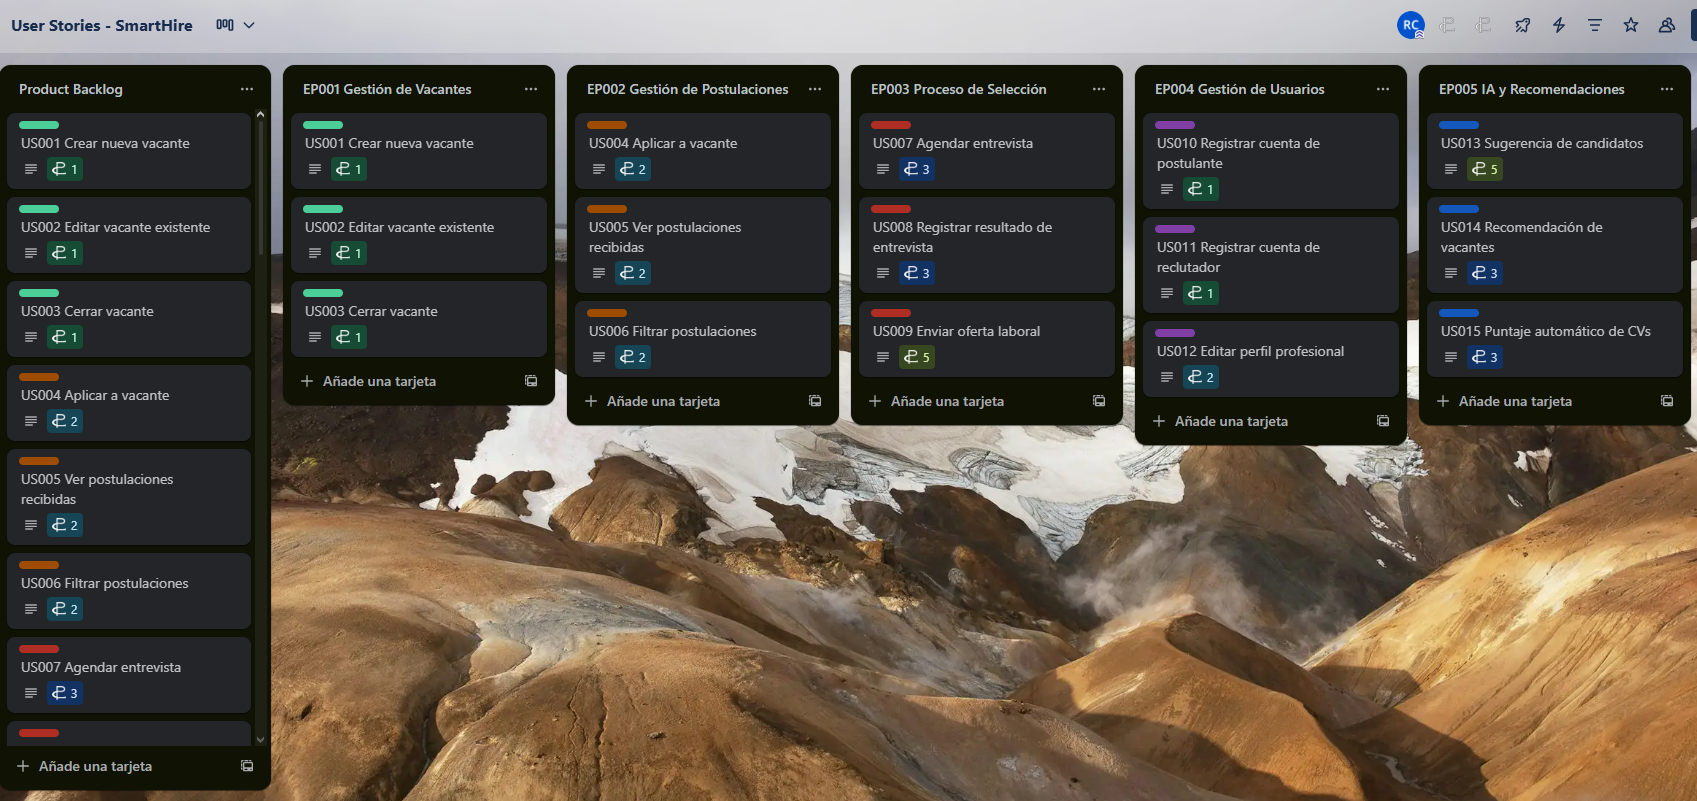 User Stories - SmartHire
RC
Product Backlog
US001 Crear nueva vacante
1
US002 Editar vacante existente
1
US003 Cerrar vacante
1
US004 Aplicar a vacante
2
US005 Ver postulaciones
recibidas
2
US006 Filtrar postulaciones
2
US007 Agendar entrevista
3
Añade una tarjeta
EP001 Gestión de Vacantes
US001 Crear nueva vacante
1
US002 Editar vacante existente
1
US003 Cerrar vacante
1
Añade una tarjeta
EP002 Gestión de Postulaciones
US004 Aplicar a vacante
2
US005 Ver postulaciones
recibidas
2
US006 Filtrar postulaciones
2
Añade una tarjeta
EP003 Proceso de Selección
US007 Agendar entrevista
3
US008 Registrar resultado de
entrevista
3
US009 Enviar oferta laboral
5
Añade una tarjeta
EP004 Gestión de Usuarios
US010 Registrar cuenta de
postulante
1
US011 Registrar cuenta de
reclutador
1
US012 Editar perfil profesional
2
Añade una tarjeta
EP005 IA y Recomendaciones
US013 Sugerencia de candidatos
5
US014 Recomendación de
vacantes
3
US015 Puntaje automático de CVs
3
Añade una tarjeta